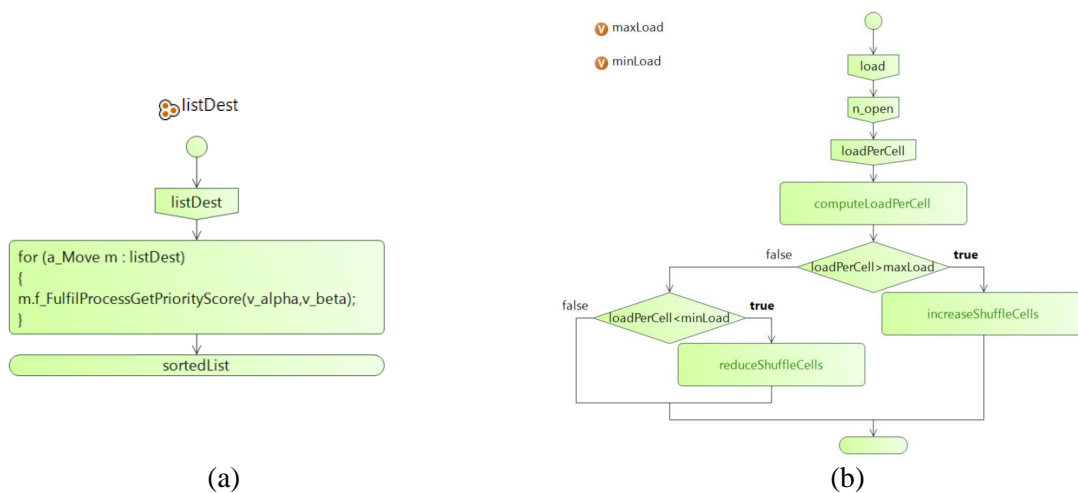 listDest
listDest
for (a_Move m : listDest)
{
m.f_FulfilProcessGetPriorityScore(v_alpha,v_beta);
}
sortedList
(a)
V maxLoad
V minLoad
load
n_open
loadPerCell
computeLoadPerCell
false
true
loadPerCell>maxLoad
false
true
loadPerCell<minLoad
increaseShuffleCells
reduceShuffleCells
(b)